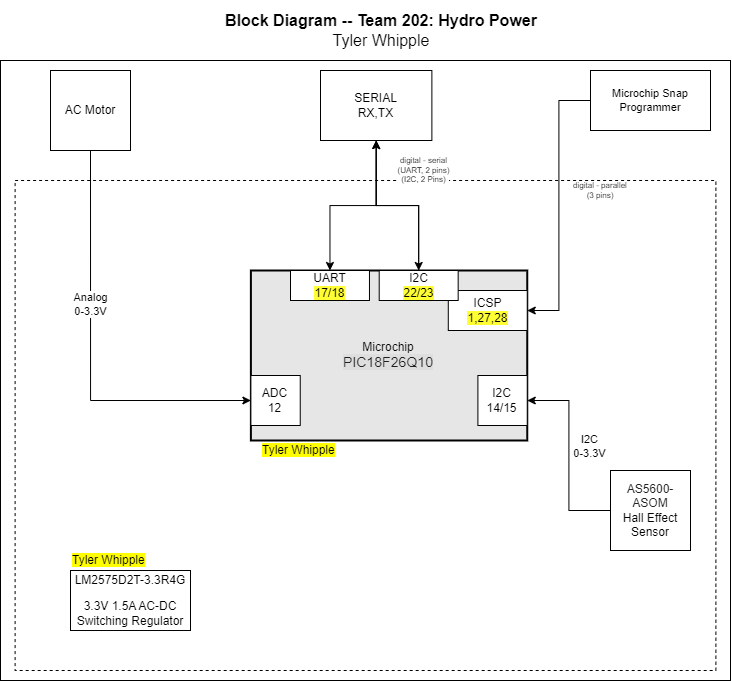 Block Diagram -- Team 202: Hydro Power
Tyler Whipple
AC Motor
SERIAL
RX,TX
Microchip Snap
Programmer
digital - serial
(UART, 2 pins)
(I2C, 2 Pins)
digital - parallel
(3 pins)
UART
17/18
I2C
22/23
ICSP
1,27,28
Analog
0-3.3V
Microchip
PIC18F26Q10
ADC
12
I2C
14/15
Tyler Whipple
I2C
0-3.3V
AS5600-
ASOM
Hall Effect
Sensor
Tyler Whipple
LM2575D2T-3.3R4G
3.3V 1.5A AC-DC
Switching Regulator